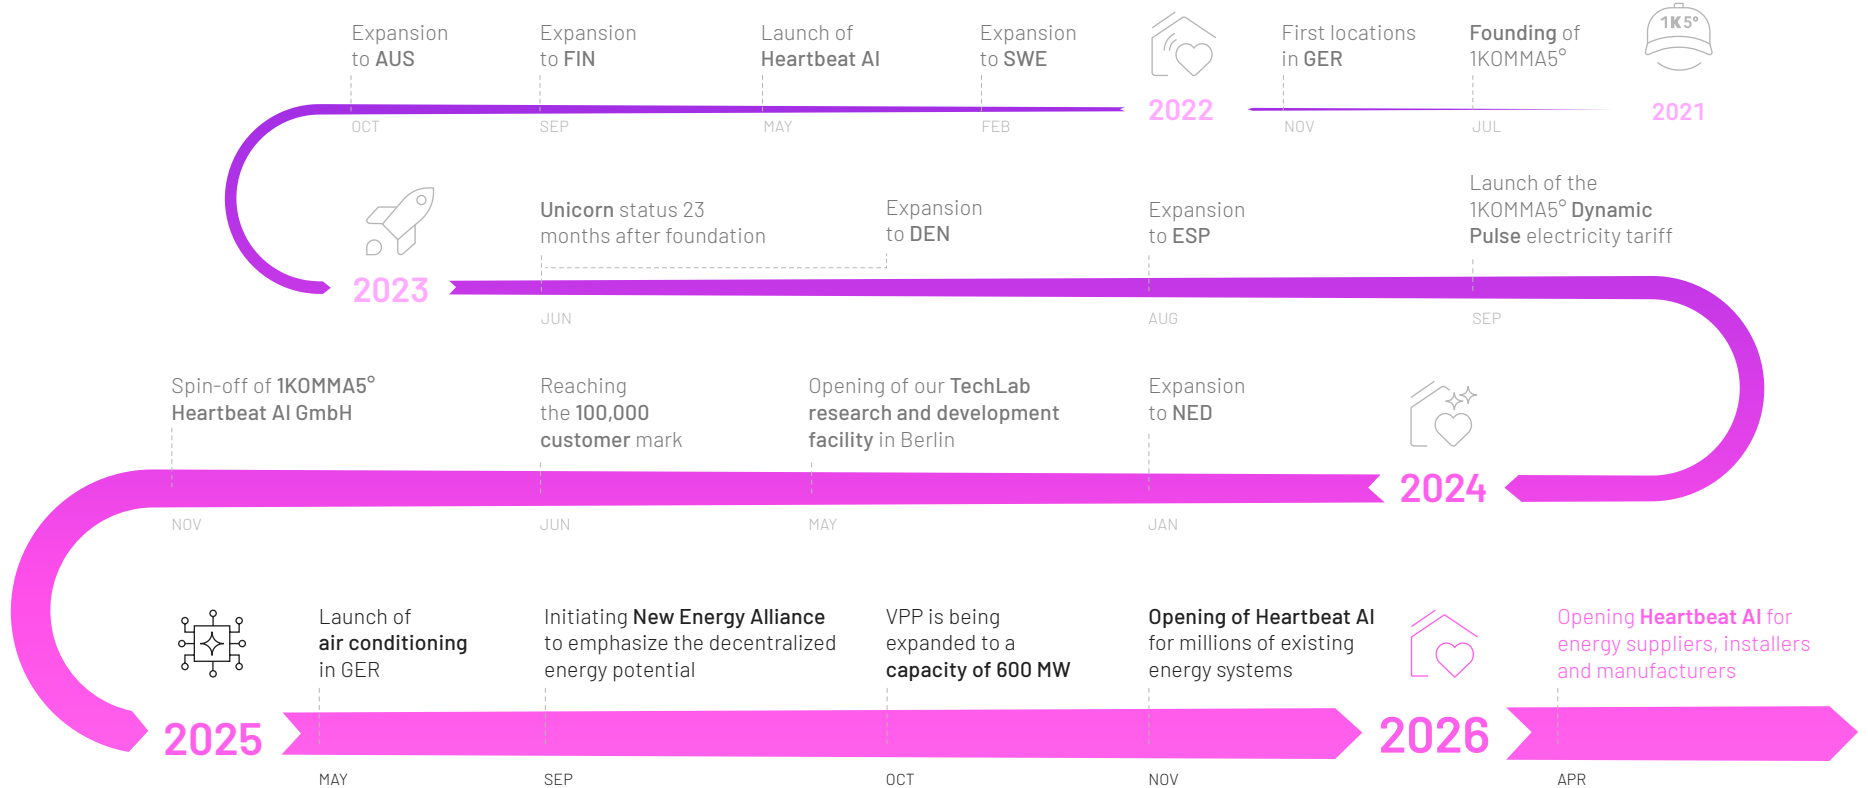 Expansion
to AUS
Expansion
to FIN
Launch of
Heartbeat AI
Expansion
to SWE
First locations
in GER
Founding of
1KOMMA5°
1K5°
2022
2021
OCT
SEP
MAY
FEB
NOV
JUL
Unicorn status 23
months after foundation
Expansion
to DEN
Expansion
to ESP
Launch of the
1KOMMA5° Dynamic
Pulse electricity tariff
2023
JUN
AUG
SEP
Spin-off of 1KOMMA5°
Heartbeat AI GmbH
Reaching
the 100,000
customer mark
Opening of our TechLab
research and development
facility in Berlin
Expansion
to NED
2024
NOV
JUN
MAY
JAN
Launch of
air conditioning
in GER
Initiating New Energy Alliance
to emphasize the decentralized
energy potential
VPP is being
expanded to a
capacity of 600 MW
Opening of Heartbeat AI
for millions of existing
energy systems
Opening Heartbeat AI for
energy suppliers, installers
and manufacturers
2025
2026
MAY
SEP
OCT
NOV
APR